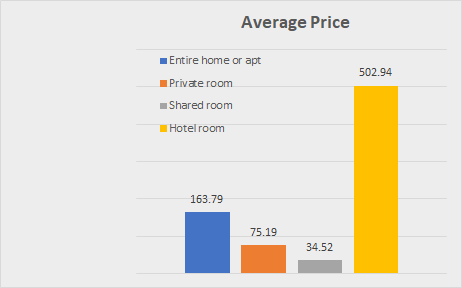 Average Price
Entire home or apt
Private room
Shared room
Hotel room
502.94
163.79
75.19
34.52